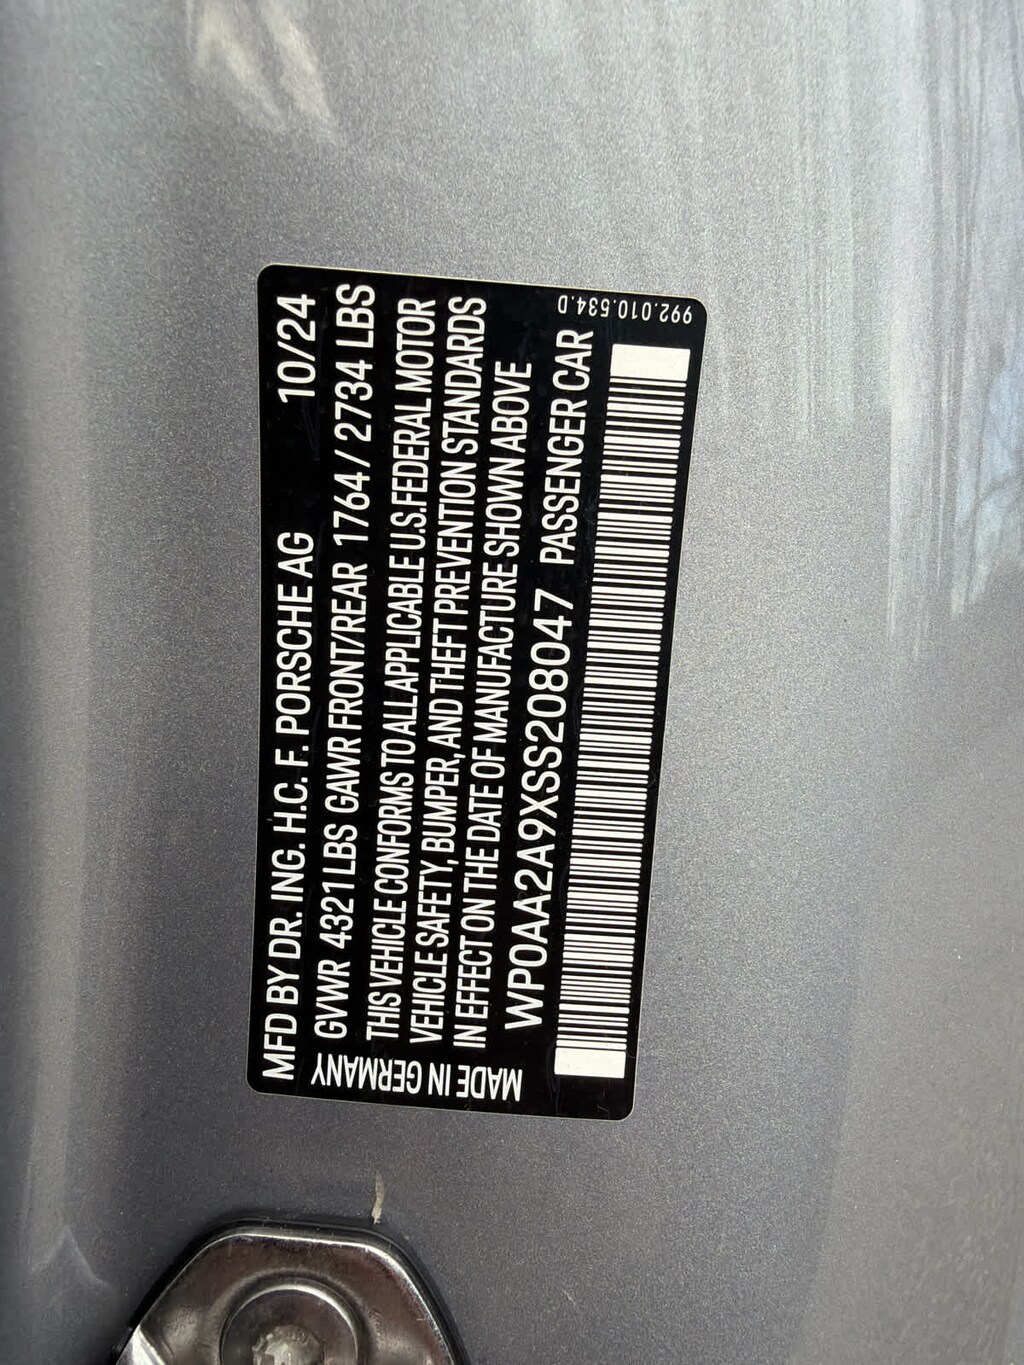 MFD BY DR. ING. H.C. F. PORSCHE AG 10/24
GVWR 4321LBS GAWR FRONT/REAR 1764 / 2734 LBS
THIS VEHICLE CONFORMS TO ALL APPLICABLE U.S.FEDERAL MOTOR
VEHICLE SAFETY, BUMPER, AND THEFT PREVENTION STANDARDS
IN EFFECT ON THE DATE OF MANUFACTURE SHOWN ABOVE
WP0AA2A9XSS208047 PASSENGER CAR
MADE IN GERMANY
992.010.534.D